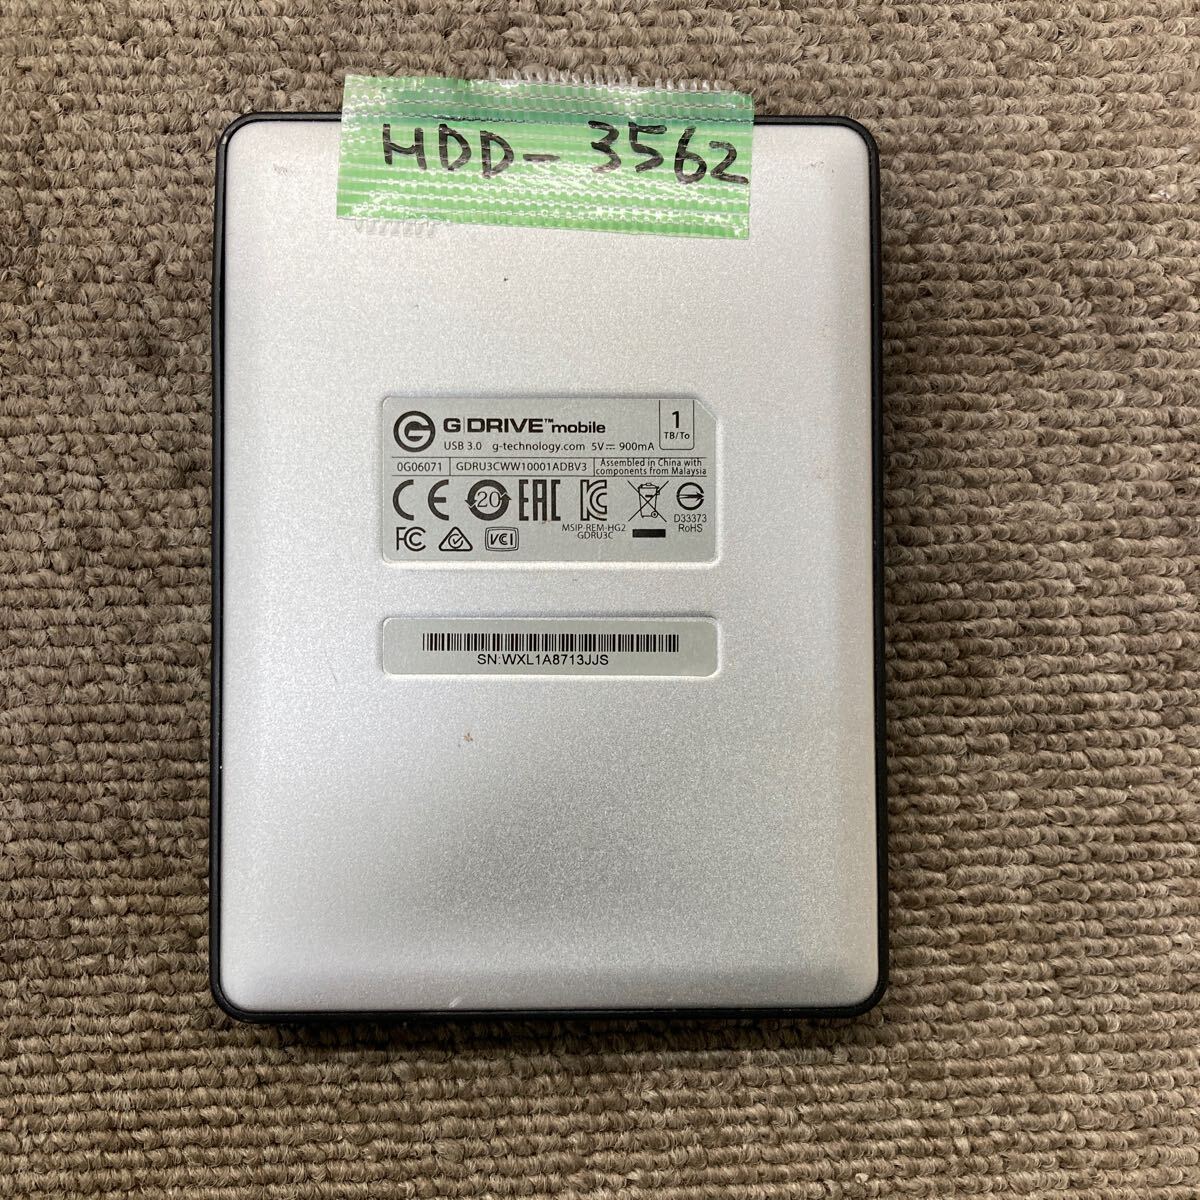 HDD-3562
G DRIVE™ mobile
USB 3.0 g-technology.com 5V⎓900mA
1
TB/To
0G06071 GDRU3CWW10001ADBV3 Assembled in China with
components from Malaysia
CE 20 EAC KC
MSIP-REM-HG2
GDRU3C
D33373
RoHS
FC VCI
SN:WXL1A8713JJS